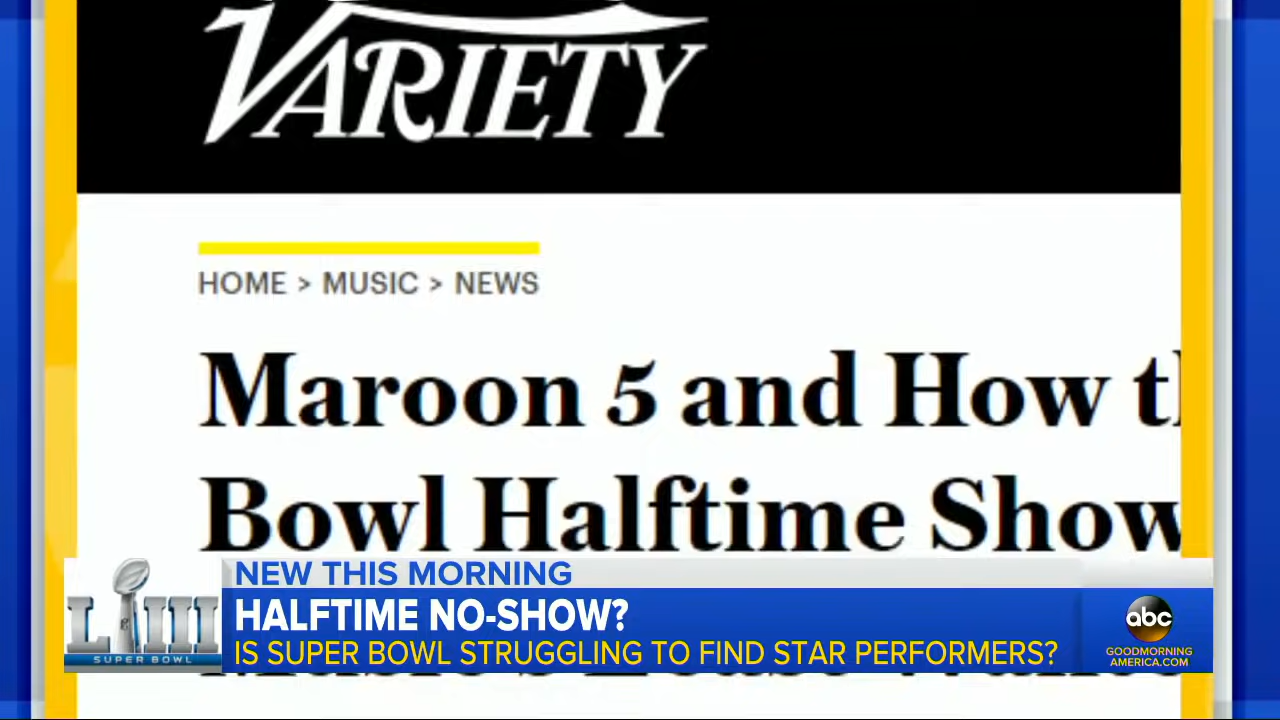 VARIETY
HOME > MUSIC > NEWS
Maroon 5 and How
Bowl Halftime Show
NEW THIS MORNING
HALFTIME NO-SHOW?
IS SUPER BOWL STRUGGLING TO FIND STAR PERFORMERS?
LIII
SUPER BOWL
abc
GOODMORNING
AMERICA.COM